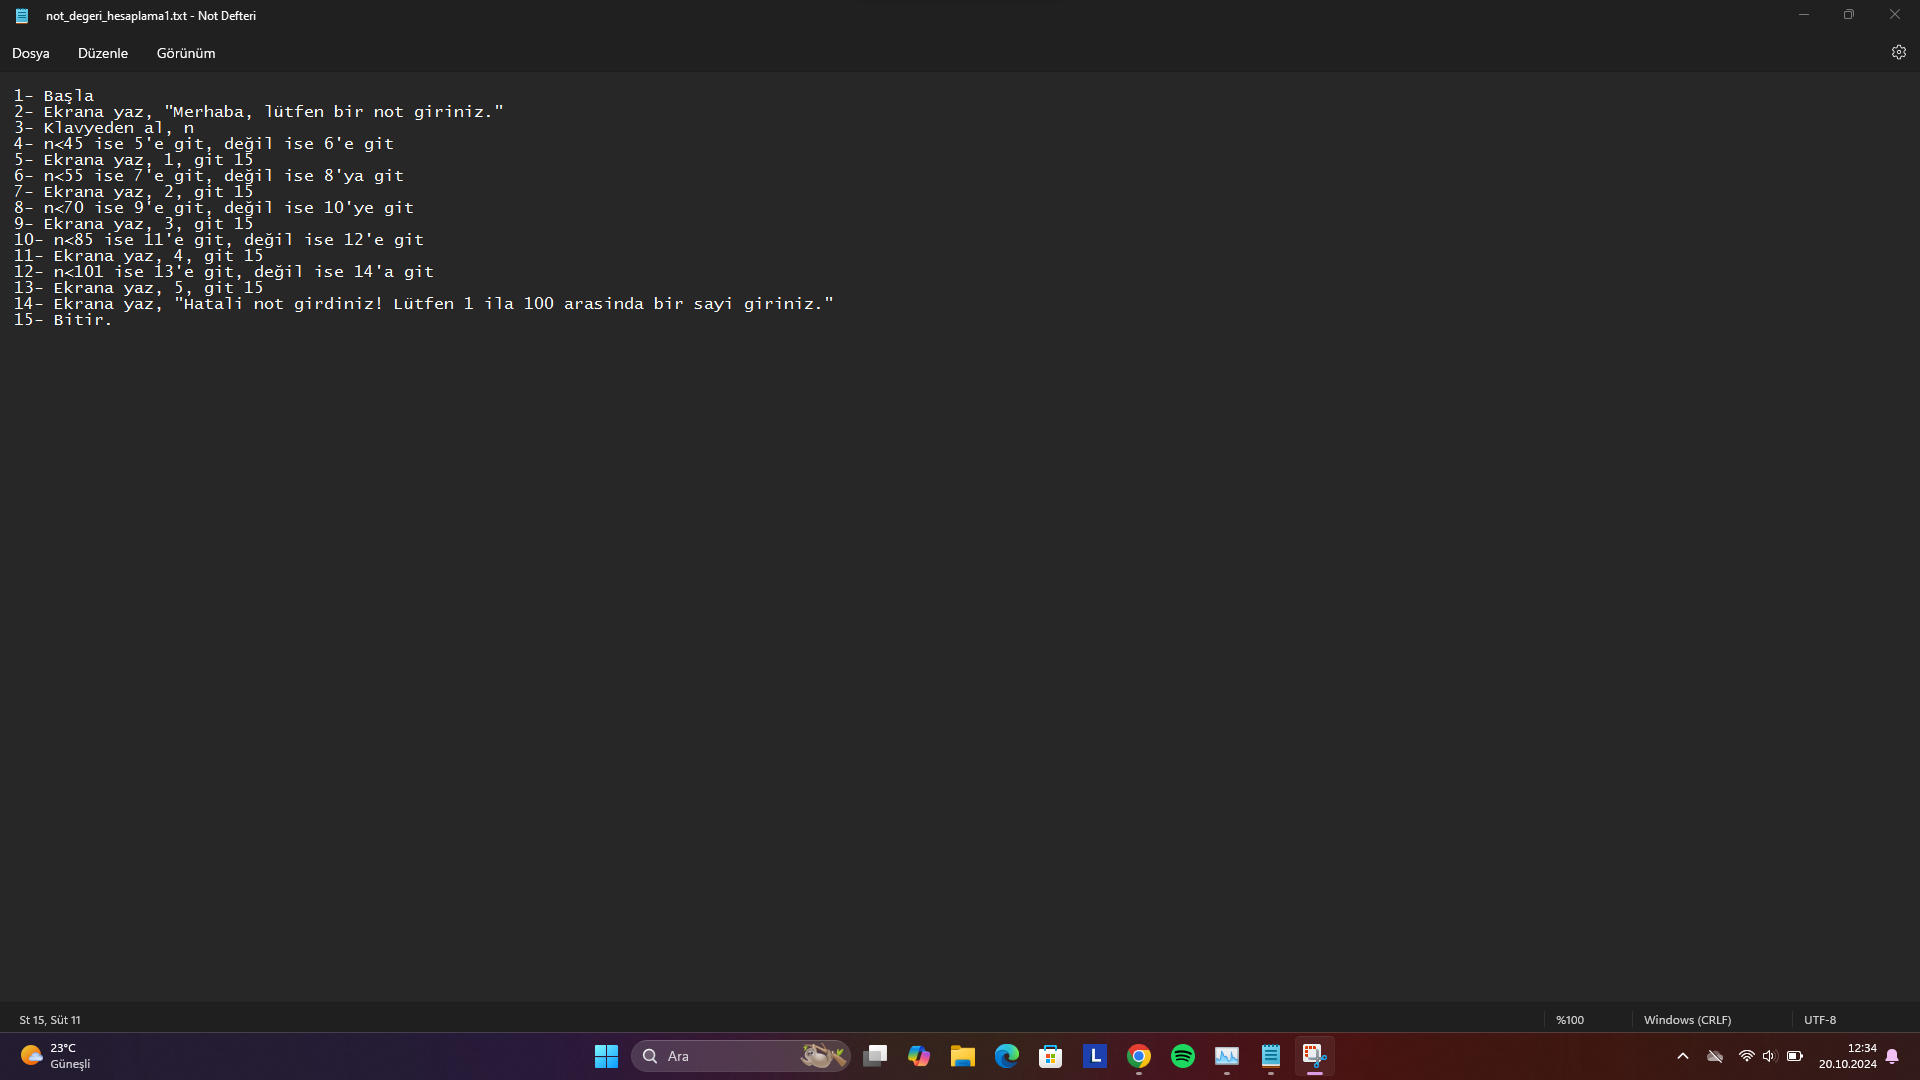 not_degeri_hesaplama1.txt - Not Defteri
Dosya Düzenle Görünüm
1- Başla
2- Ekrana yaz, "Merhaba, lütfen bir not giriniz."
3- Klavyeden al, n
4- n<45 ise 5'e git, değil ise 6'e git
5- Ekrana yaz, 1, git 15
6- n<55 ise 7'e git, değil ise 8'ya git
7- Ekrana yaz, 2, git 15
8- n<70 ise 9'e git, değil ise 10'ye git
9- Ekrana yaz, 3, git 15
10- n<85 ise 11'e git, değil ise 12'e git
11- Ekrana yaz, 4, git 15
12- n<101 ise 13'e git, değil ise 14'a git
13- Ekrana yaz, 5, git 15
14- Ekrana yaz, "Hatali not girdiniz! Lütfen 1 ila 100 arasinda bir sayi giriniz."
15- Bitir.
St 15, Süt 11 %100 Windows (CRLF) UTF-8
23°C
Güneşli
Ara
L
12:34
20.10.2024